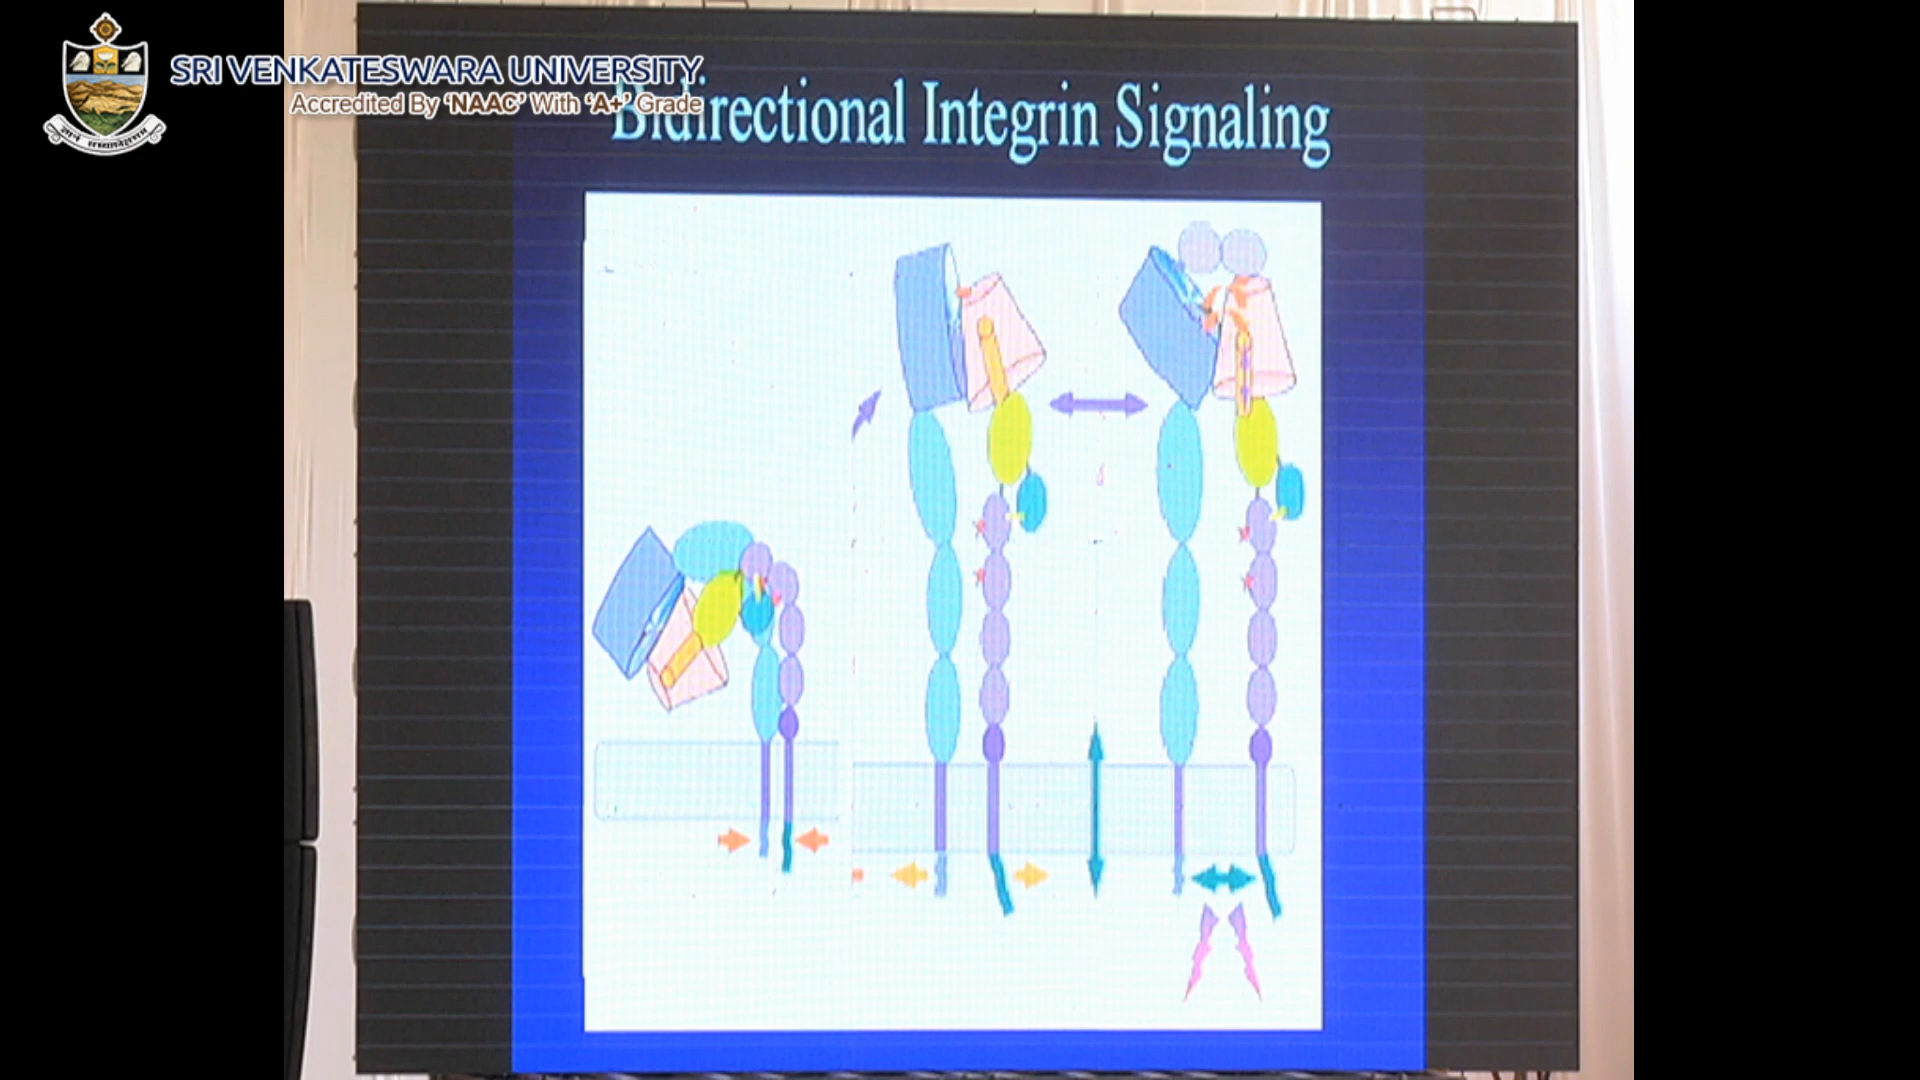 SRI VENKATESWARA UNIVERSITY
Accredited By 'NAAC' With 'A+' Grade
Bidirectional Integrin Signaling